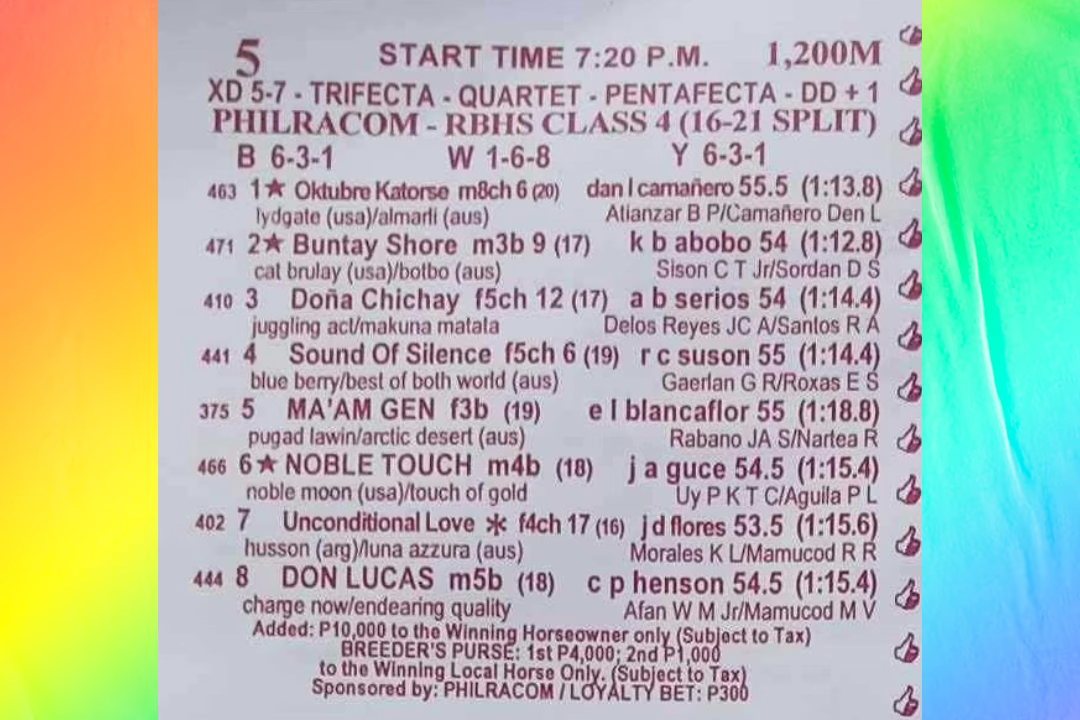 5 START TIME 7:20 P.M. 1,200M
XD 5-7 - TRIFECTA - QUARTET - PENTAFECTA - DD + 1
PHILRACOM - RBHS CLASS 4 (16-21 SPLIT)
B 6-3-1 W 1-6-8 Y 6-3-1
463 1★ Oktubre Katorse m8ch 6 (20) dan l camañero 55.5 (1:13.8)
lydgate (usa)/almarli (aus) Atianzar B P/Camañero Den L
471 2★ Buntay Shore m3b 9 (17) k b abobo 54 (1:12.8)
cat brulay (usa)/botbo (aus) Sison C T Jr/Sordan D S
410 3 Doña Chichay f5ch 12 (17) a b serios 54 (1:14.4)
juggling act/makuna matata Delos Reyes JC A/Santos R A
441 4 Sound Of Silence f5ch 6 (19) r c suson 55 (1:14.4)
blue berry/best of both world (aus) Gaerlan G R/Roxas E S
375 5 MA'AM GEN f3b (19) e l blancaflor 55 (1:18.8)
pugad lawin/arctic desert (aus) Rabano JA S/Nartea R
466 6★ NOBLE TOUCH m4b (18) j a guce 54.5 (1:15.4)
noble moon (usa)/touch of gold Uy P K T C/Aguila P L
402 7 Unconditional Love * f4ch 17 (16) j d flores 53.5 (1:15.6)
husson (arg)/luna azzura (aus) Morales K L/Mamucod R R
444 8 DON LUCAS m5b (18) c p henson 54.5 (1:15.4)
charge now/endearing quality Afan W M Jr/Mamucod M V
Added: P10,000 to the Winning Horseowner only (Subject to Tax)
BREEDER'S PURSE: 1st P4,000; 2nd P1,000
to the Winning Local Horse Only. (Subject to Tax)
Sponsored by: PHILRACOM / LOYALTY BET: P300